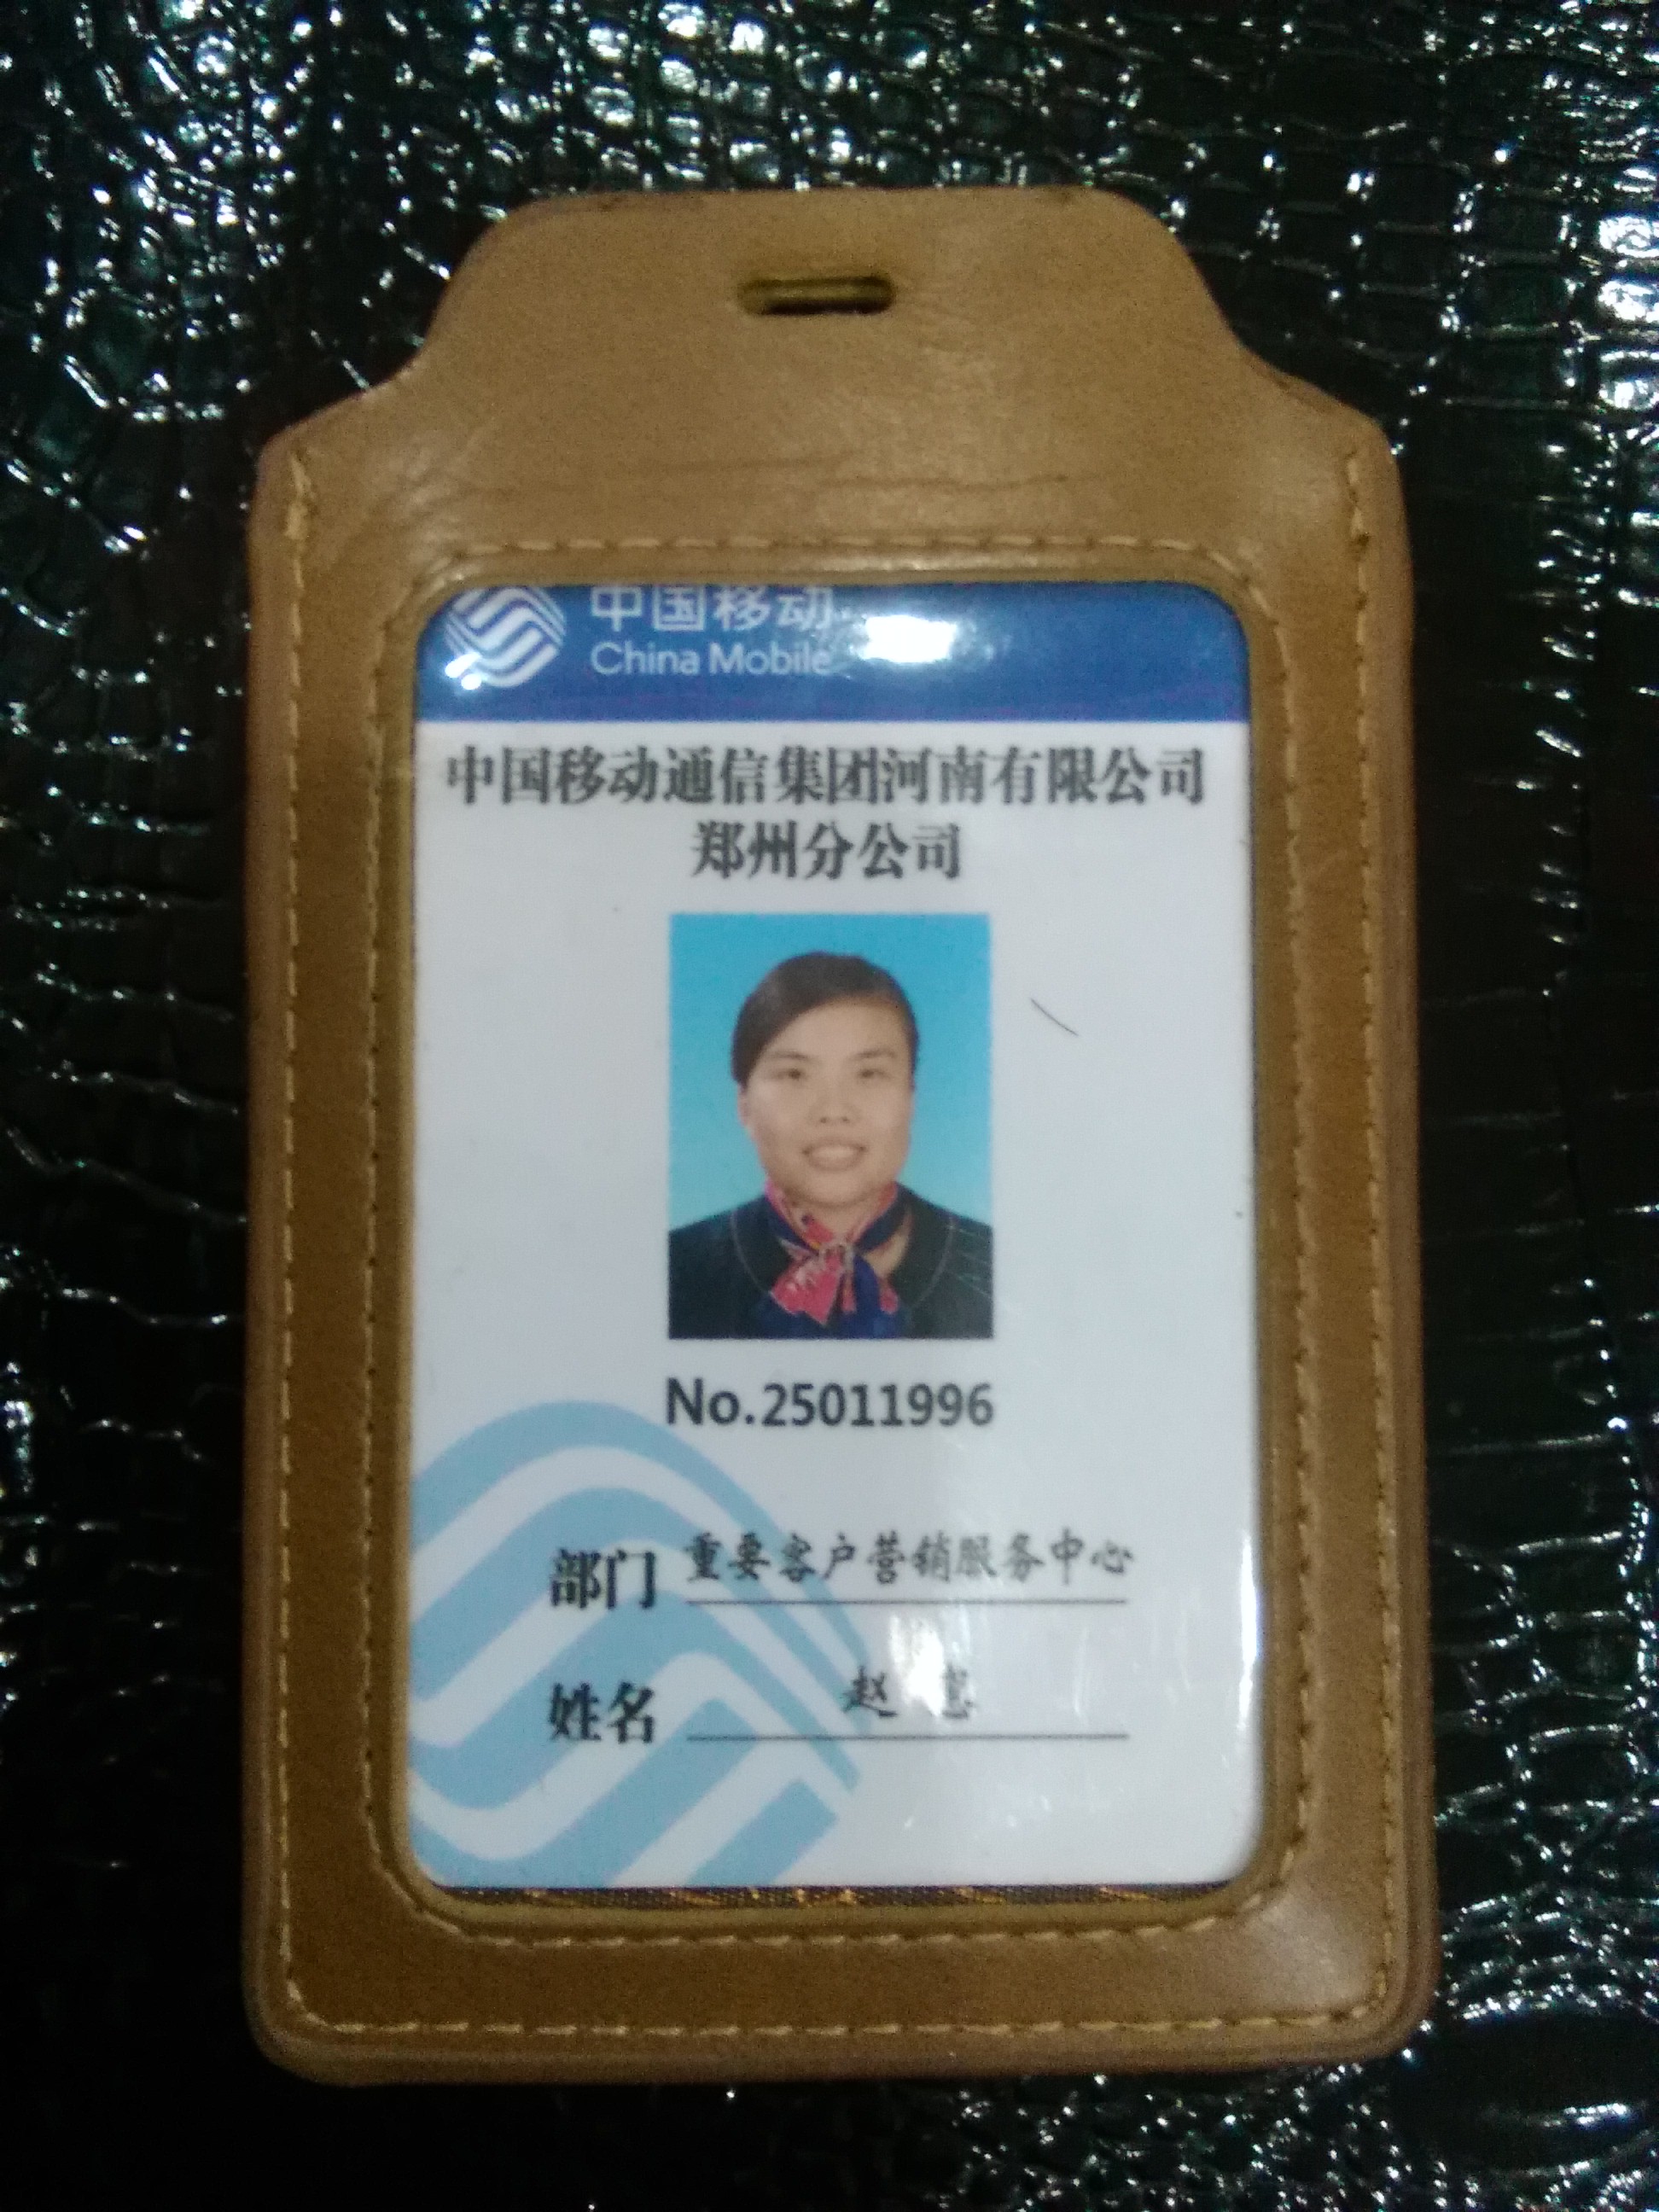 中国移动
China Mobile
中国移动通信集团河南有限公司
郑州分公司
No.25011996
部门 重要客户营销服务中心
姓名 赵